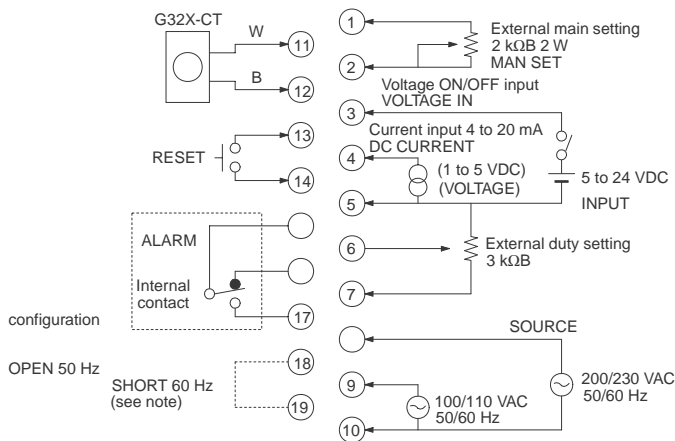 G32X-CT
W
11
B
12
13
RESET
14
ALARM
Internal
contact
17
configuration
18
OPEN 50 Hz
SHORT 60 Hz
(see note)
19
1
External main setting
2 kΩB 2 W
MAN SET
2
Voltage ON/OFF input
VOLTAGE IN
3
Current input 4 to 20 mA
DC CURRENT
4
(1 to 5 VDC)
(VOLTAGE)
5 to 24 VDC
INPUT
5
6
External duty setting
3 kΩB
7
SOURCE
200/230 VAC
50/60 Hz
9
100/110 VAC
50/60 Hz
10